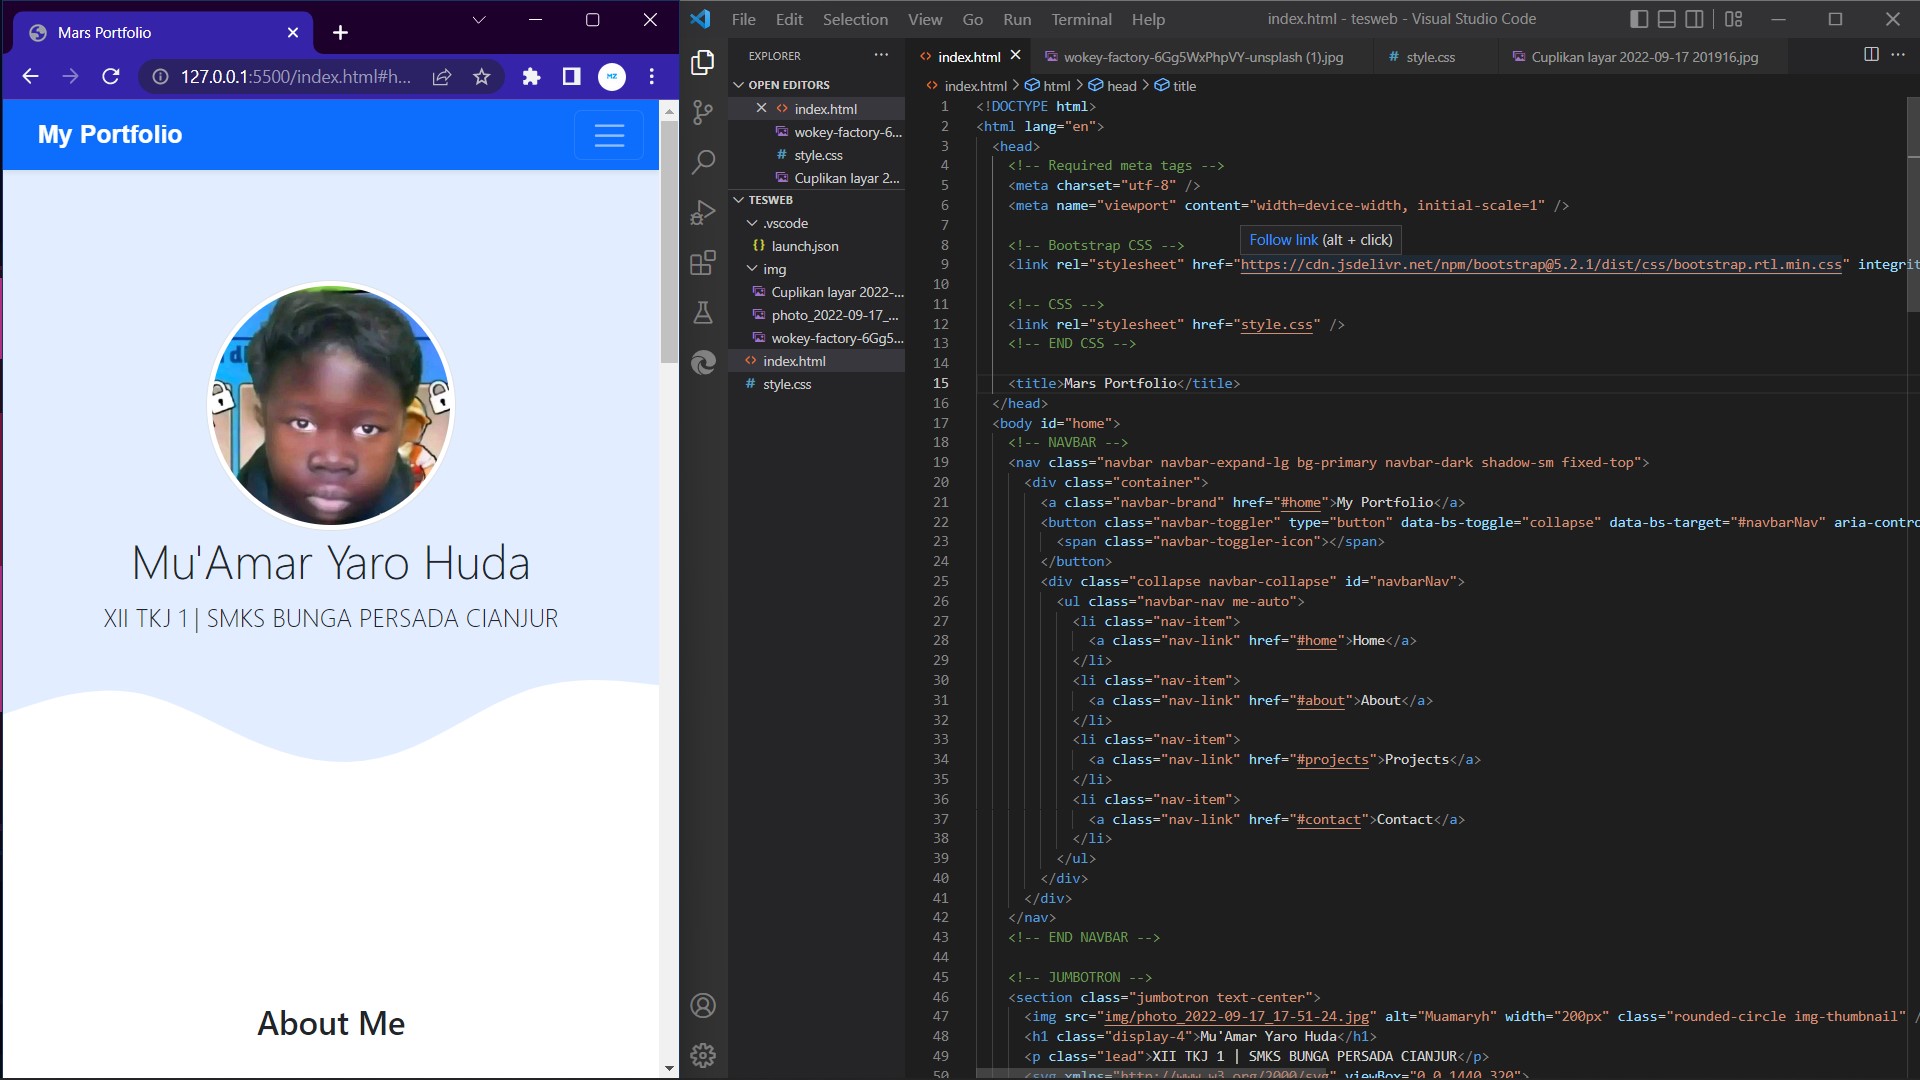 Mars Portfolio
127.0.0.1:5500/index.html#h...
MZ
My Portfolio
Mu'Amar Yaro Huda
XII TKJ 1 | SMKS BUNGA PERSADA CIANJUR
About Me
File Edit Selection View Go Run Terminal Help
index.html - tesweb - Visual Studio Code
EXPLORER
OPEN EDITORS
index.html
wokey-factory-6...
style.css
Cuplikan layar 2...
TESWEB
.vscode
launch.json
img
Cuplikan layar 2022-...
photo_2022-09-17_...
wokey-factory-6Gg5...
index.html
style.css
index.html wokey-factory-6Gg5WxPhpVY-unsplash (1).jpg style.css Cuplikan layar 2022-09-17 201916.jpg
index.html > html > head > title
1 <!DOCTYPE html>
2 <html lang="en">
3 <head>
4 <!-- Required meta tags -->
5 <meta charset="utf-8" />
6 <meta name="viewport" content="width=device-width, initial-scale=1" />
7
Follow link (alt + click)
8 <!-- Bootstrap CSS -->
9 <link rel="stylesheet" href="https://cdn.jsdelivr.net/npm/bootstrap@5.2.1/dist/css/bootstrap.rtl.min.css" integrit
10
11 <!-- CSS -->
12 <link rel="stylesheet" href="style.css" />
13 <!-- END CSS -->
14
15 <title>Mars Portfolio</title>
16 </head>
17 <body id="home">
18 <!-- NAVBAR -->
19 <nav class="navbar navbar-expand-lg bg-primary navbar-dark shadow-sm fixed-top">
20 <div class="container">
21 <a class="navbar-brand" href="#home">My Portfolio</a>
22 <button class="navbar-toggler" type="button" data-bs-toggle="collapse" data-bs-target="#navbarNav" aria-contro
23 <span class="navbar-toggler-icon"></span>
24 </button>
25 <div class="collapse navbar-collapse" id="navbarNav">
26 <ul class="navbar-nav me-auto">
27 <li class="nav-item">
28 <a class="nav-link" href="#home">Home</a>
29 </li>
30 <li class="nav-item">
31 <a class="nav-link" href="#about">About</a>
32 </li>
33 <li class="nav-item">
34 <a class="nav-link" href="#projects">Projects</a>
35 </li>
36 <li class="nav-item">
37 <a class="nav-link" href="#contact">Contact</a>
38 </li>
39 </ul>
40 </div>
41 </div>
42 </nav>
43 <!-- END NAVBAR -->
44
45 <!-- JUMBOTRON -->
46 <section class="jumbotron text-center">
47 <img src="img/photo_2022-09-17_17-51-24.jpg" alt="Muamaryh" width="200px" class="rounded-circle img-thumbnail" /
48 <h1 class="display-4">Mu'Amar Yaro Huda</h1>
49 <p class="lead">XII TKJ 1 | SMKS BUNGA PERSADA CIANJUR</p>
50 <svg xmlns="http://www.w3.org/2000/svg" viewBox="0 0 1440 320">